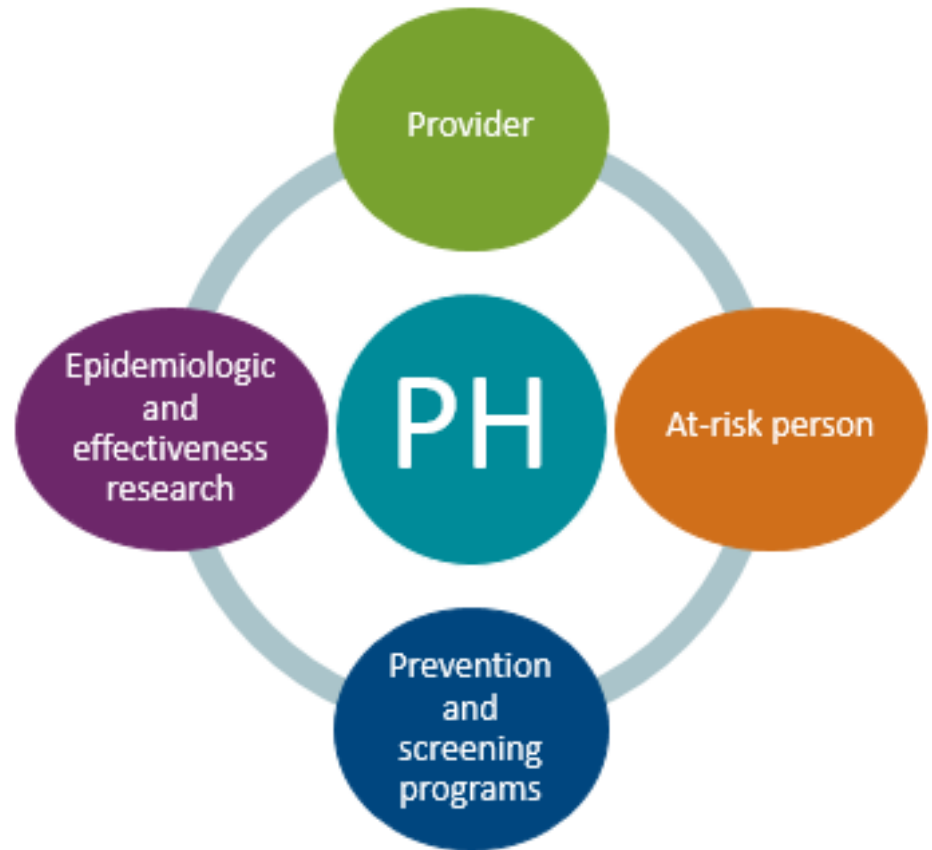 Provider
Epidemiologic
and
effectiveness
research
PH
At-risk person
Prevention
and
screening
programs